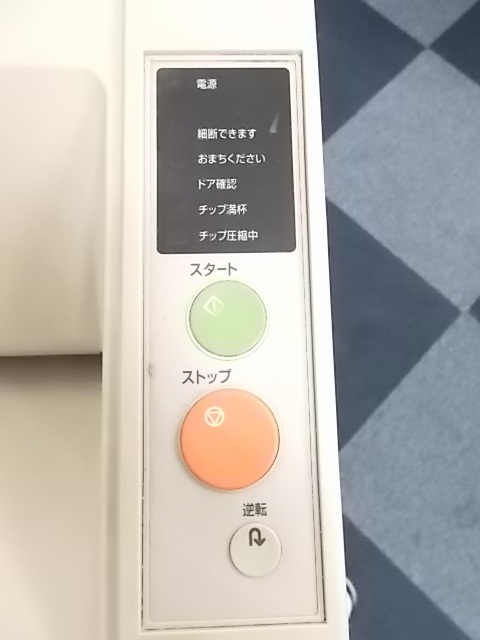 電源
細断できます
おまちください
ドア確認
チップ満杯
チップ圧縮中
スタート
ストップ
逆転